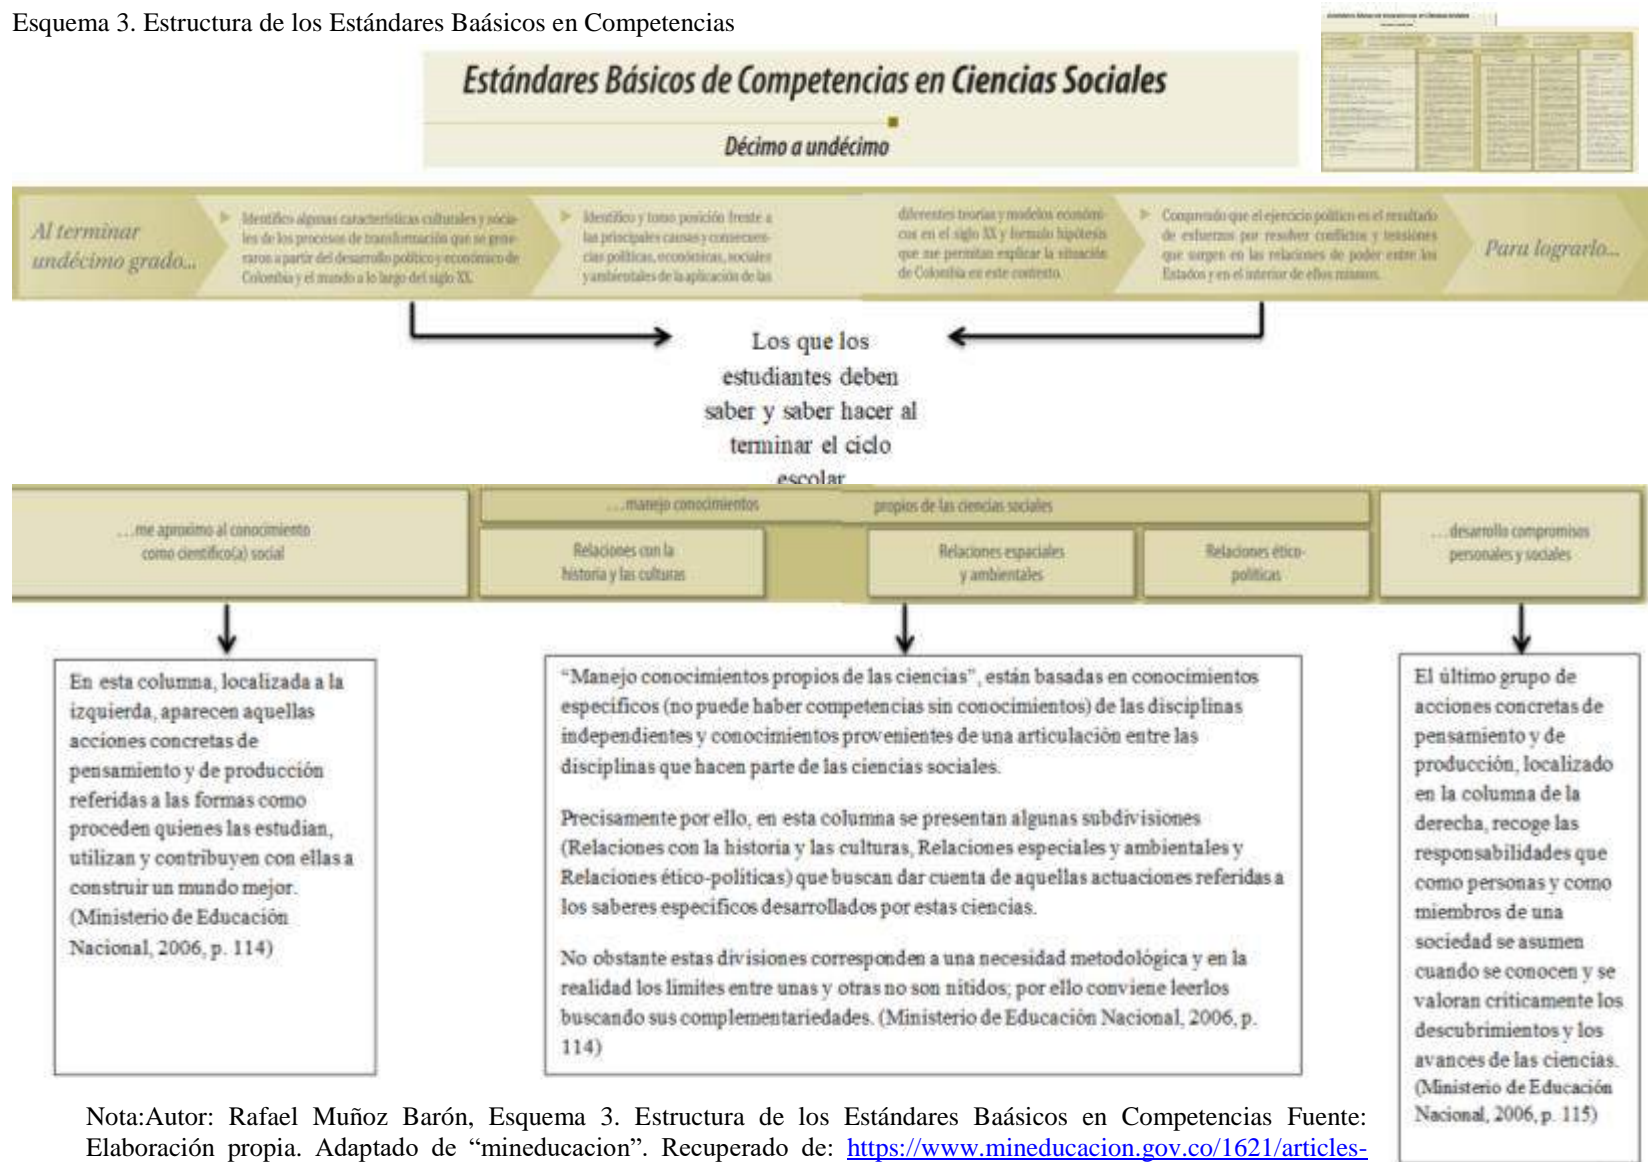 Esquema 3. Estructura de los Estándares Baásicos en Competencias
Estándares Básicos de Competencias en Ciencias Sociales
Décimo a undécimo
Al terminar
undécimo grado...
Identifico algunas características culturales y socia-
les de los procesos de transformación que se gene-
raron a partir del desarrollo político y económico de
Colombia y el mundo a lo largo del siglo XX.
Identifico y tomo posición frente a
las principales causas y consecuen-
cias políticas, económicas, sociales
y ambientales de la aplicación de las
diferentes teorías y modelos económi-
cos en el siglo XX y formulo hipótesis
que me permitan explicar la situación
de Colombia en este contexto.
Comprendo que el ejercicio político es el resultado
de esfuerzos por resolver conflictos y tensiones
que surgen en las relaciones de poder entre los
Estados y en el interior de ellos mismos.
Para lograrlo...
Los que los
estudiantes deben
saber y saber hacer al
terminar el ciclo
escolar
...me aproximo al conocimiento
como científico(a) social
...manejo conocimientos propios de las ciencias sociales
Relaciones con la
historia y las culturas
Relaciones espaciales
y ambientales
Relaciones ético-
políticas
...desarrollo compromisos
personales y sociales
En esta columna, localizada a la
izquierda, aparecen aquellas
acciones concretas de
pensamiento y de producción
referidas a las formas como
proceden quienes las estudian,
utilizan y contribuyen con ellas a
construir un mundo mejor.
(Ministerio de Educación
Nacional, 2006, p. 114)
“Manejo conocimientos propios de las ciencias”, están basadas en conocimientos
específicos (no puede haber competencias sin conocimientos) de las disciplinas
independientes y conocimientos provenientes de una articulación entre las
disciplinas que hacen parte de las ciencias sociales.
Precisamente por ello, en esta columna se presentan algunas subdivisiones
(Relaciones con la historia y las culturas, Relaciones especiales y ambientales y
Relaciones ético-políticas) que buscan dar cuenta de aquellas actuaciones referidas a
los saberes específicos desarrollados por estas ciencias.
No obstante estas divisiones corresponden a una necesidad metodológica y en la
realidad los límites entre unas y otras no son nítidos; por ello conviene leerlos
buscando sus complementariedades. (Ministerio de Educación Nacional, 2006, p.
114)
El último grupo de
acciones concretas de
pensamiento y de
producción, localizado
en la columna de la
derecha, recoge las
responsabilidades que
como personas y como
miembros de una
sociedad se asumen
cuando se conocen y se
valoran críticamente los
descubrimientos y los
avances de las ciencias.
(Ministerio de Educación
Nacional, 2006, p. 115)
Nota:Autor: Rafael Muñoz Barón, Esquema 3. Estructura de los Estándares Baásicos en Competencias Fuente:
Elaboración propia. Adaptado de “mineducacion”. Recuperado de: https://www.mineducacion.gov.co/1621/articles-